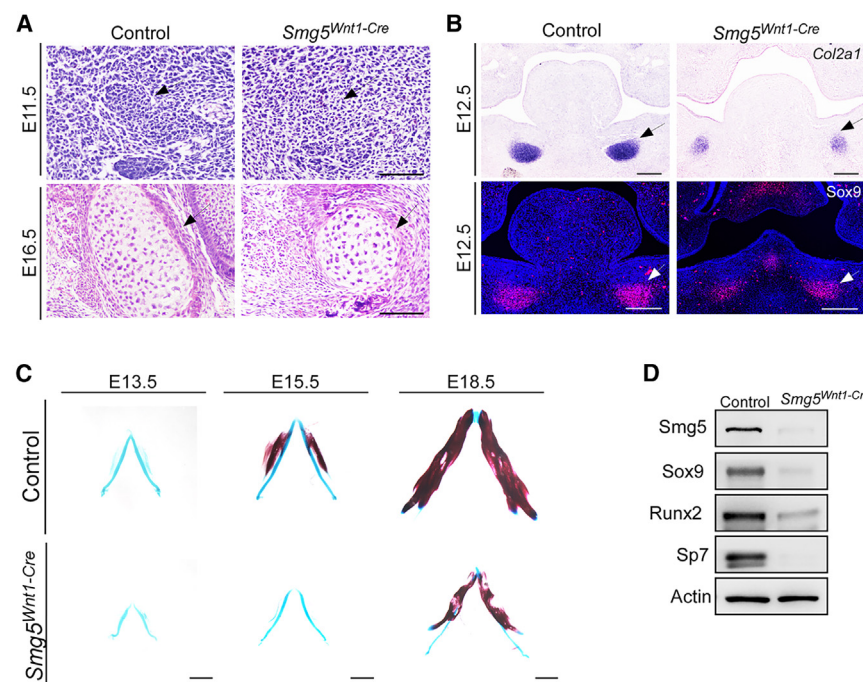 A
Control
Smg5Wnt1-Cre
E11.5
E16.5
B
Control
Smg5Wnt1-Cre
Col2a1
E12.5
Sox9
E12.5
C
E13.5
E15.5
E18.5
Control
Smg5Wnt1-Cre
D
Control
Smg5Wnt1-Cr
Smg5
Sox9
Runx2
Sp7
Actin